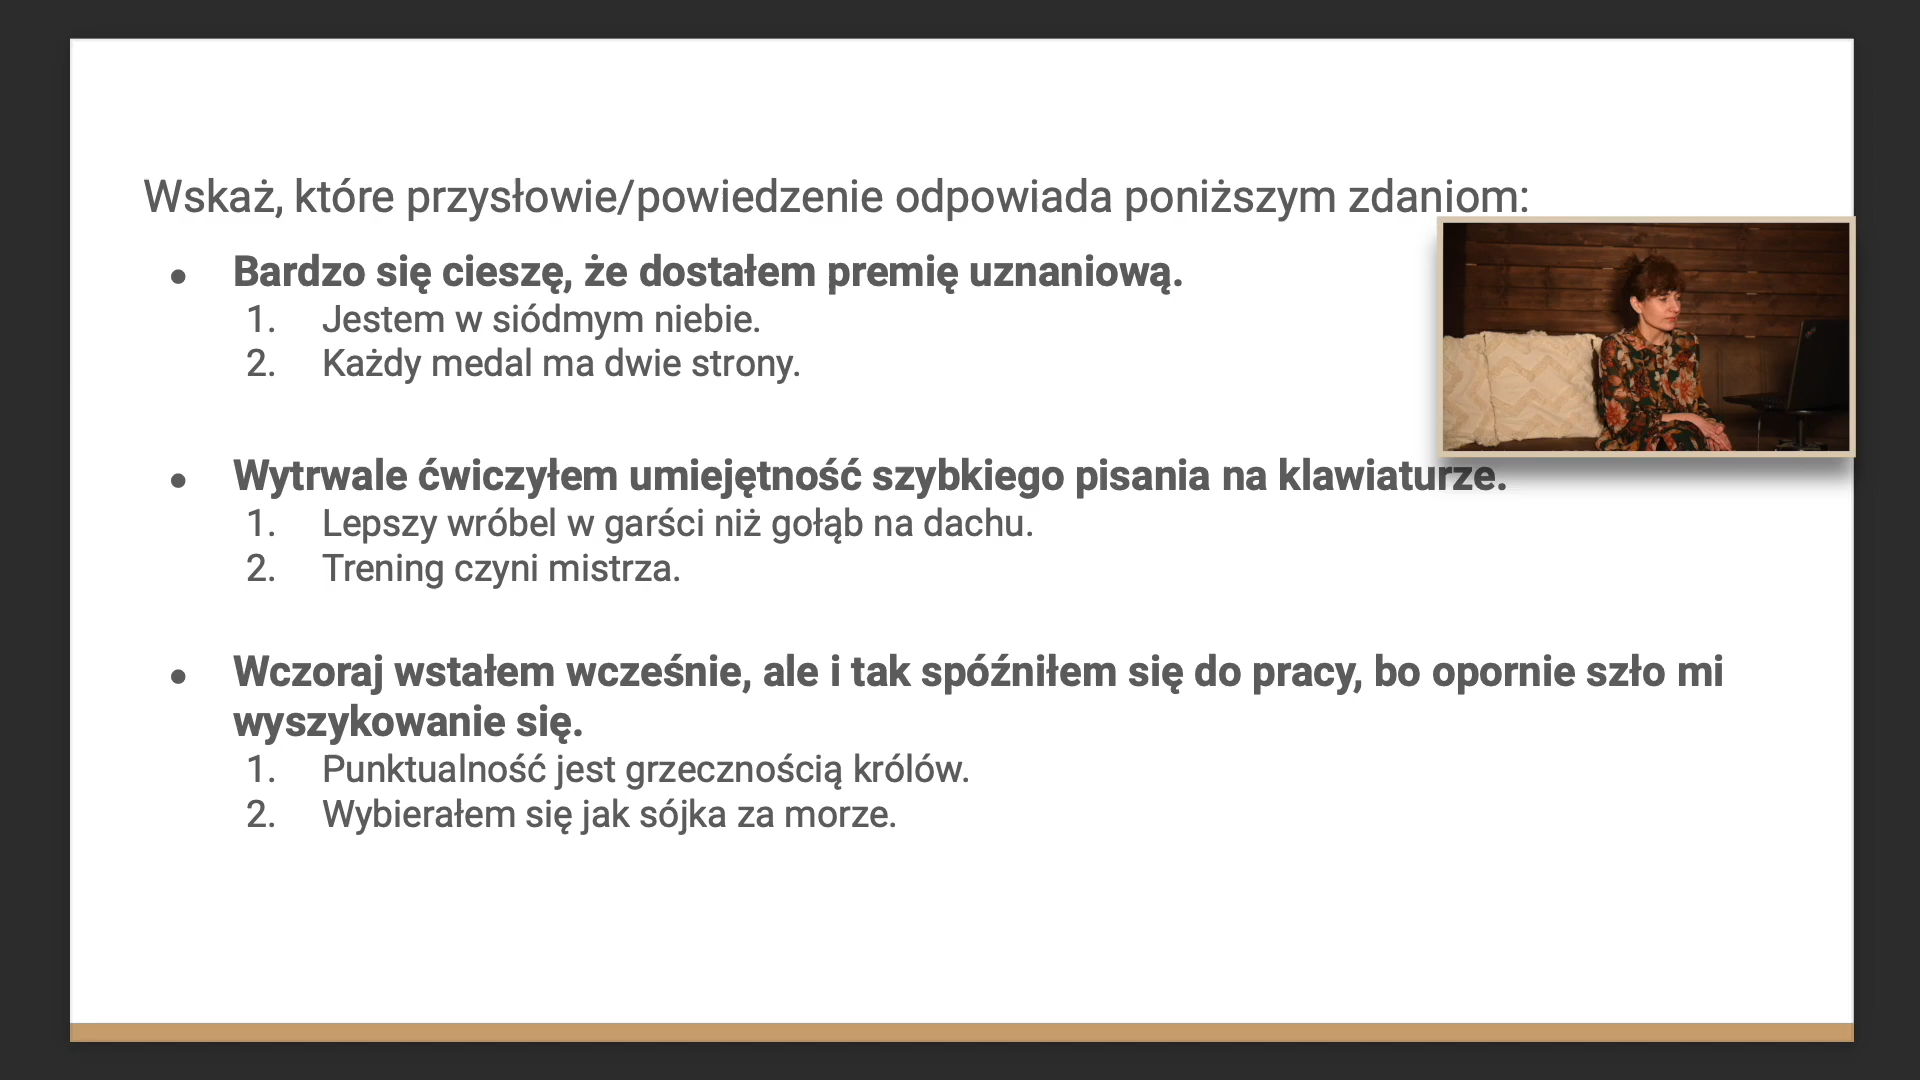 Wskaż, które przysłowie/powiedzenie odpowiada poniższym zdaniom:
● Bardzo się cieszę, że dostałem premię uznaniową.
1. Jestem w siódmym niebie.
2. Każdy medal ma dwie strony.
● Wytrwale ćwiczyłem umiejętność szybkiego pisania na klawiaturze.
1. Lepszy wróbel w garści niż gołąb na dachu.
2. Trening czyni mistrza.
● Wczoraj wstałem wcześnie, ale i tak spóźniłem się do pracy, bo opornie szło mi
wyszykowanie się.
1. Punktualność jest grzecznością królów.
2. Wybierałem się jak sójka za morze.